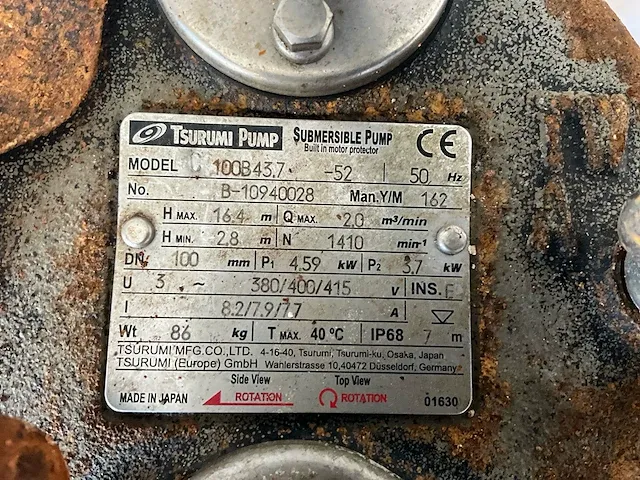 TSURUMI PUMP SUBMERSIBLE PUMP CE
Built in motor protector
MODEL 100B43.7 -52 50 Hz
No. B-10940028 Man.Y/M 162
H MAX. 16.4 m Q MAX. 2.0 m³/min
H MIN. 2.8 m N 1410 min-1
DN 100 mm P1 4.59 kW P2 3.7 kW
U 3 ~ 380/400/415 V INS. E
I 8.2/7.9/7.7 A
Wt 86 kg T MAX. 40 ºC IP68 7 m
TSURUMI MFG.CO.,LTD. 4-16-40, Tsurumi, Tsurumi-ku, Osaka, Japan
TSURUMI (Europe) GmbH Wahlerstrasse 10,40472 Düsseldorf, Germany
Side View Top View
MADE IN JAPAN ROTATION ROTATION 01630